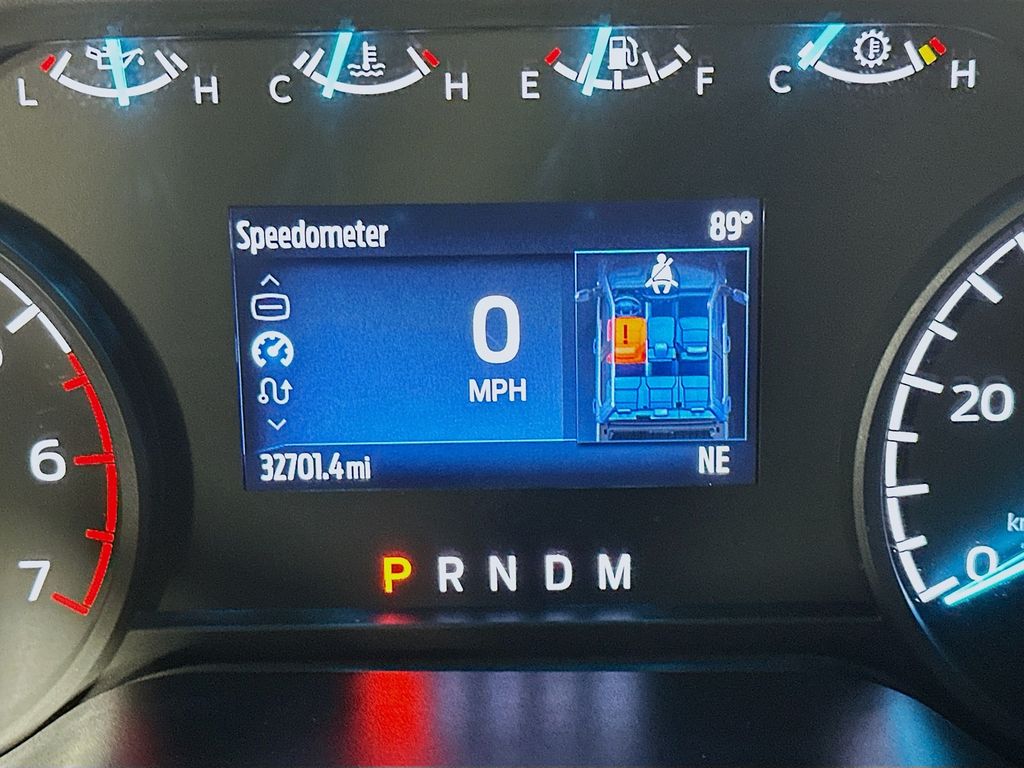 L H C H E F C H
Speedometer 89°
0
MPH
!
32701.4mi NE
P R N D M
6
7
20
0